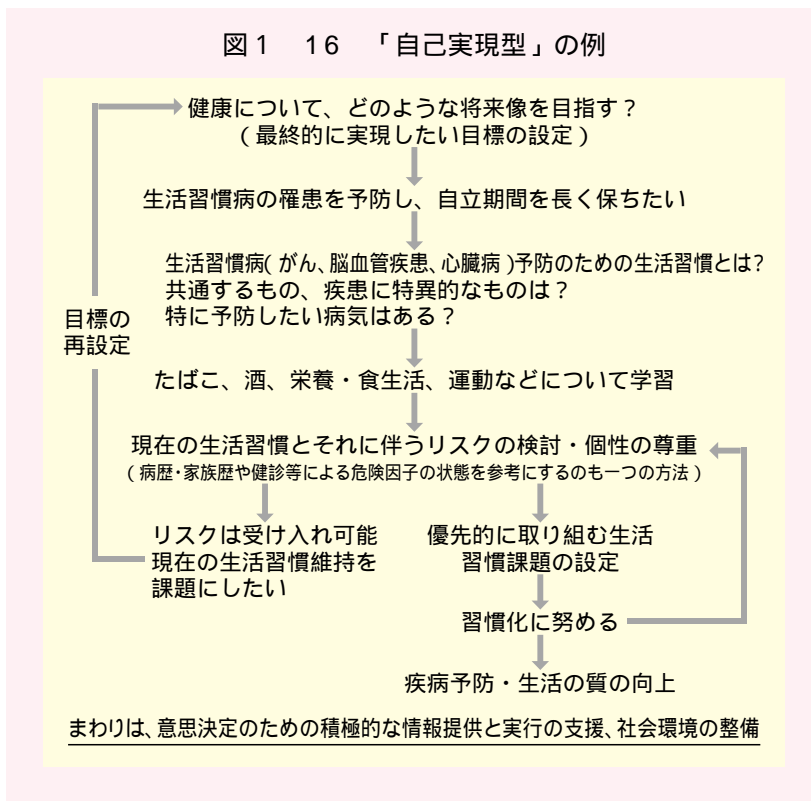 図1 16 「自己実現型」の例
健康について、どのような将来像を目指す?
(最終的に実現したい目標の設定)
生活習慣病の罹患を予防し、自立期間を長く保ちたい
生活習慣病(がん、脳血管疾患、心臓病)予防のための生活習慣とは?
共通するもの、疾患に特異的なものは?
特に予防したい病気はある?
目標の
再設定
たばこ、酒、栄養・食生活、運動などについて学習
現在の生活習慣とそれに伴うリスクの検討・個性の尊重
(病歴・家族歴や健診等による危険因子の状態を参考にするのも一つの方法)
リスクは受け入れ可能
現在の生活習慣維持を
課題にしたい
優先的に取り組む生活
習慣課題の設定
習慣化に努める
疾病予防・生活の質の向上
まわりは、意思決定のための積極的な情報提供と実行の支援、社会環境の整備